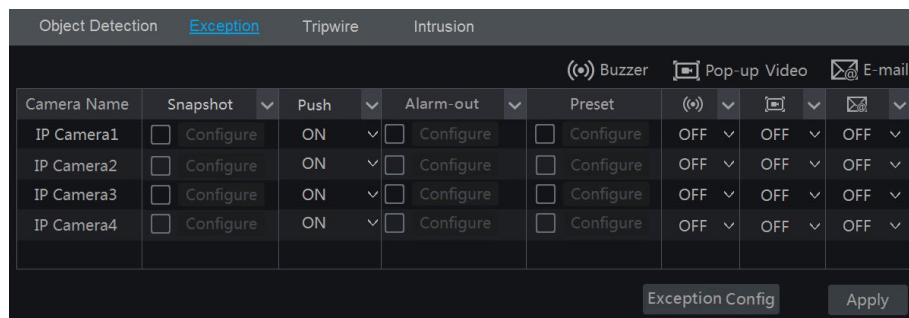 Object Detection Exception Tripwire Intrusion
Buzzer Pop-up Video E-mail
Camera Name Snapshot Push Alarm-out Preset
IP Camera1 Configure ON Configure Configure OFF OFF OFF
IP Camera2 Configure ON Configure Configure OFF OFF OFF
IP Camera3 Configure ON Configure Configure OFF OFF OFF
IP Camera4 Configure ON Configure Configure OFF OFF OFF
Exception Config Apply